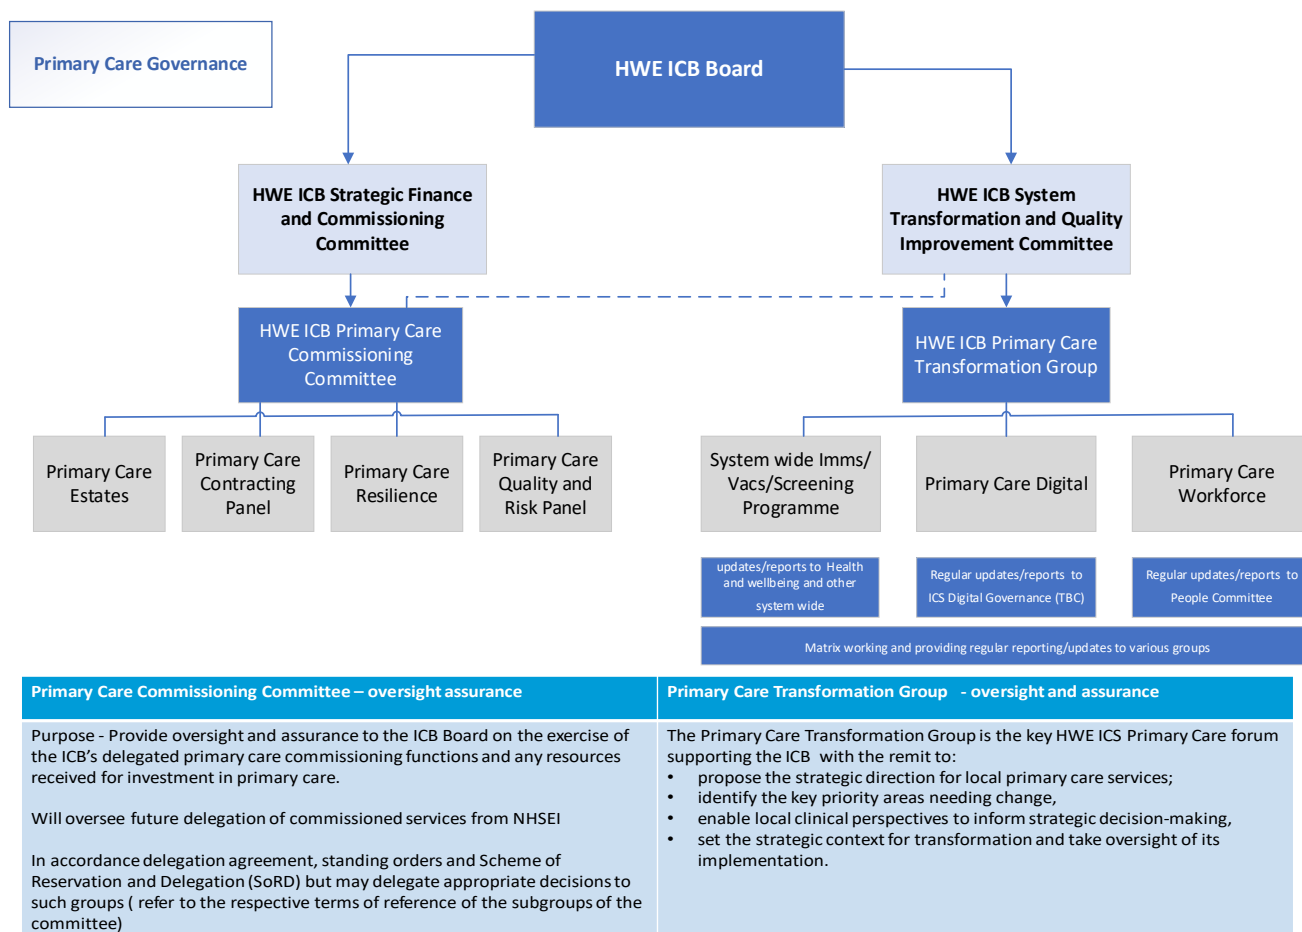 Primary Care Governance
HWE ICB Board
HWE ICB Strategic Finance
and Commissioning
Committee
HWE ICB System
Transformation and Quality
Improvement Committee
HWE ICB Primary Care
Commissioning
Committee
HWE ICB Primary Care
Transformation Group
Primary Care
Estates
Primary Care
Contracting
Panel
Primary Care
Resilience
Primary Care
Quality and
Risk Panel
System wide Imms/
Vacs/Screening
Programme
Primary Care Digital
Primary Care
Workforce
updates/reports to Health
and wellbeing and other
system wide
Regular updates/reports to
ICS Digital Governance (TBC)
Regular updates/reports to
People Committee
Matrix working and providing regular reporting/updates to various groups
Primary Care Commissioning Committee – oversight assurance
Purpose - Provide oversight and assurance to the ICB Board on the exercise of
the ICB's delegated primary care commissioning functions and any resources
received for investment in primary care.
Will oversee future delegation of commissioned services from NHSEI
In accordance delegation agreement, standing orders and Scheme of
Reservation and Delegation (SoRD) but may delegate appropriate decisions to
such groups ( refer to the respective terms of reference of the subgroups of the
committee)
Primary Care Transformation Group - oversight and assurance
The Primary Care Transformation Group is the key HWE ICS Primary Care forum
supporting the ICB with the remit to:
• propose the strategic direction for local primary care services;
• identify the key priority areas needing change,
• enable local clinical perspectives to inform strategic decision-making,
• set the strategic context for transformation and take oversight of its
implementation.